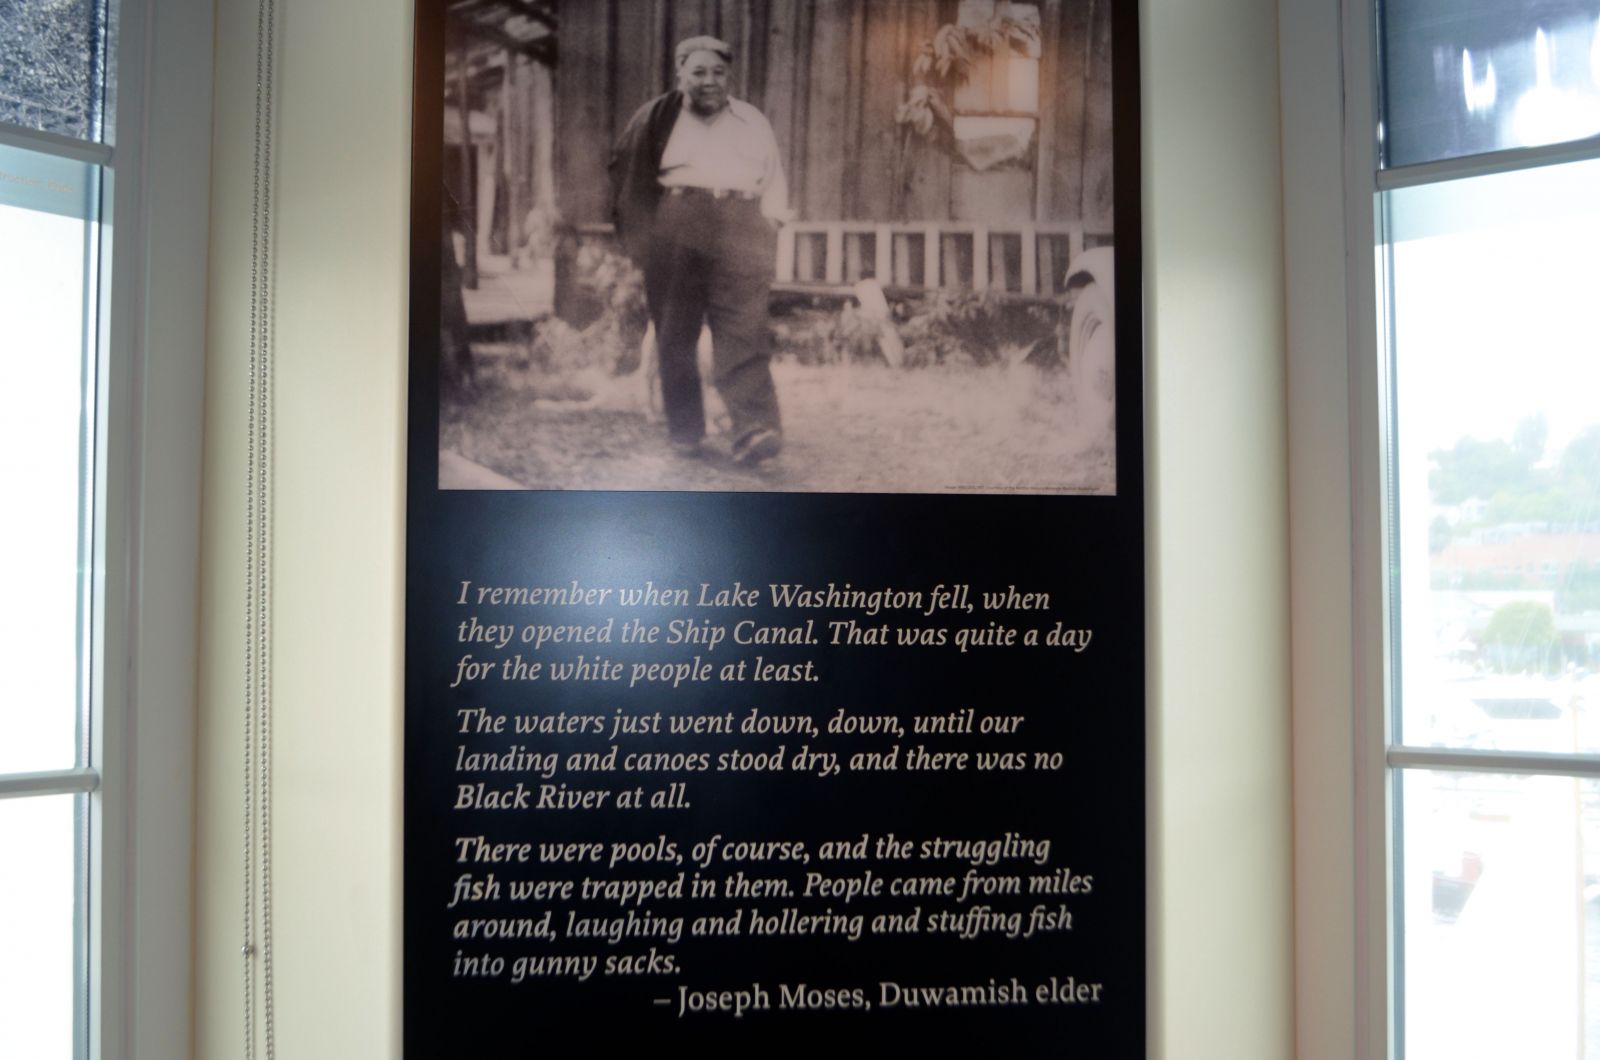 I remember when Lake Washington fell, when
they opened the Ship Canal. That was quite a day
for the white people at least.
The waters just went down, down, until our
landing and canoes stood dry, and there was no
Black River at all.
There were pools, of course, and the struggling
fish were trapped in them. People came from miles
around, laughing and hollering and stuffing fish
into gunny sacks.
– Joseph Moses, Duwamish elder